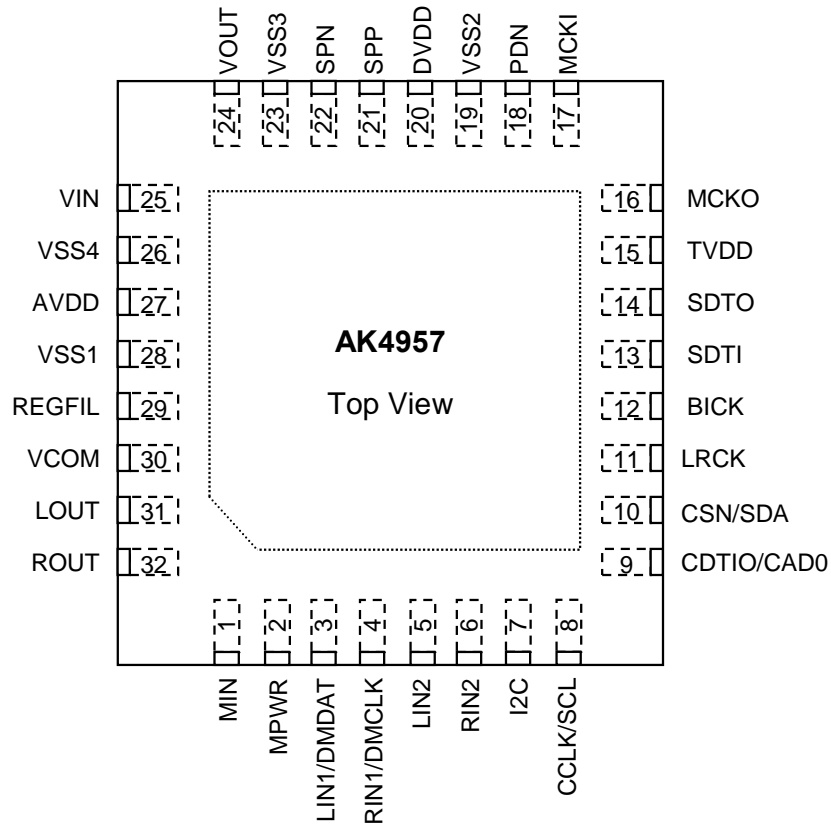 VOUT
VSS3
SPN
SPP
DVDD
VSS2
PDN
MCKI
24
23
22
21
20
19
18
17
VIN 25
VSS4 26
AVDD 27
VSS1 28
REGFIL 29
VCOM 30
LOUT 31
ROUT 32
AK4957
Top View
16 MCKO
15 TVDD
14 SDTO
13 SDTI
12 BICK
11 LRCK
10 CSN/SDA
9 CDTIO/CAD0
1
2
3
4
5
6
7
8
MIN
MPWR
LIN1/DMDAT
RIN1/DMCLK
LIN2
RIN2
I2C
CCLK/SCL